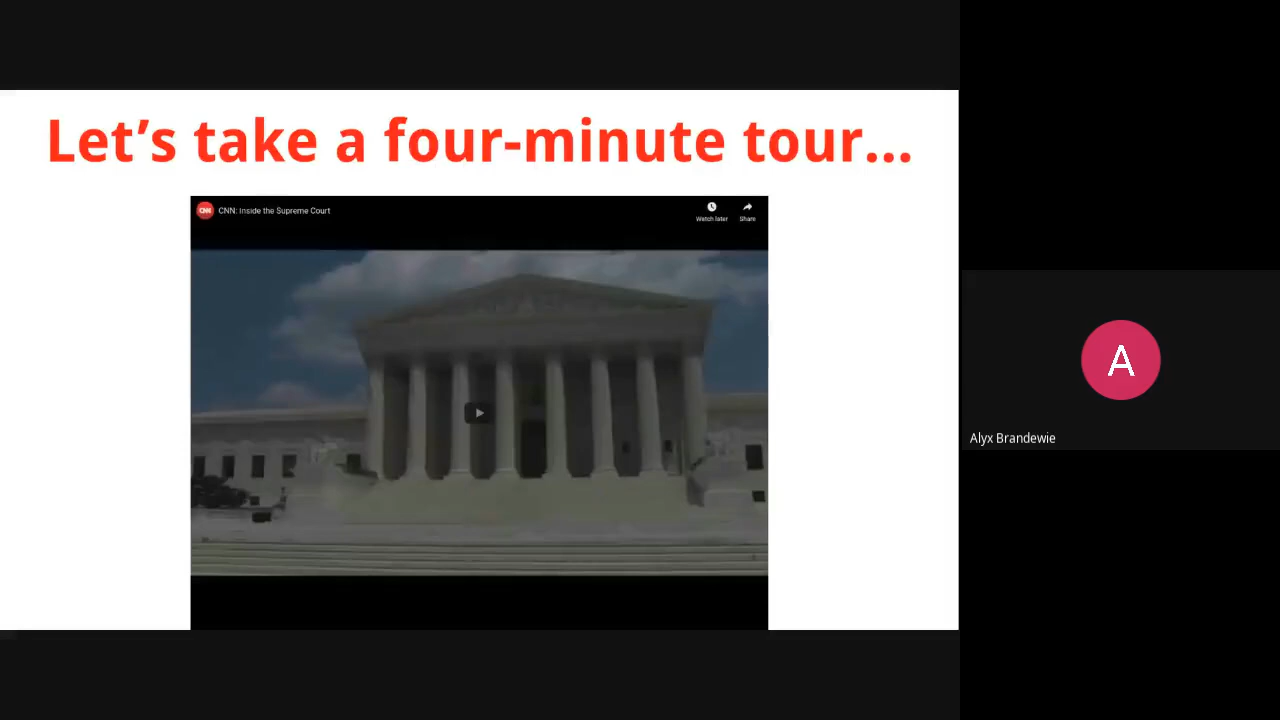 Let's take a four-minute tour...
CNN
CNN: Inside the Supreme Court
Watch later
Share
A
Alyx Brandewie